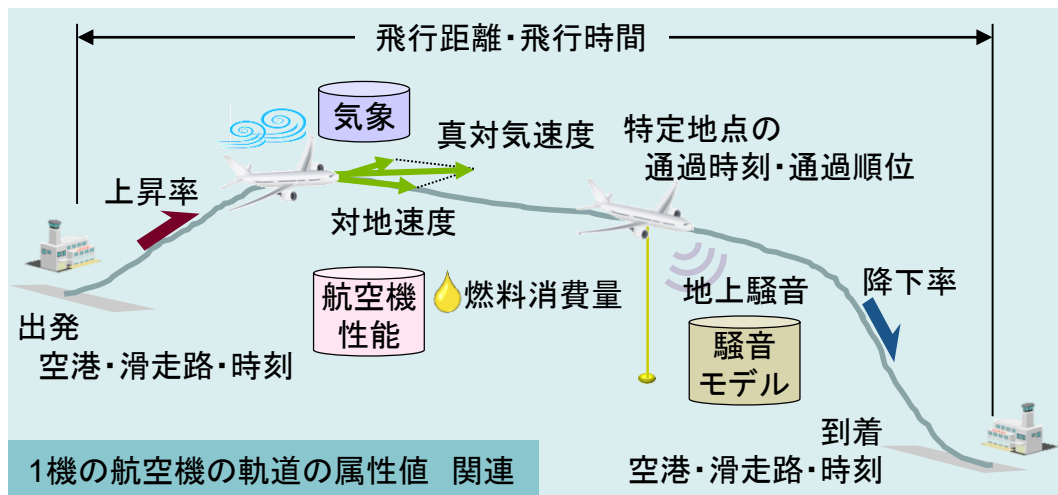 飛行距離・飛行時間
気象
真対気速度
特定地点の
通過時刻・通過順位
上昇率
対地速度
航空機
性能
燃料消費量
地上騒音
降下率
騒音
モデル
出発
空港・滑走路・時刻
到着
空港・滑走路・時刻
1機の航空機の軌道の属性値 関連